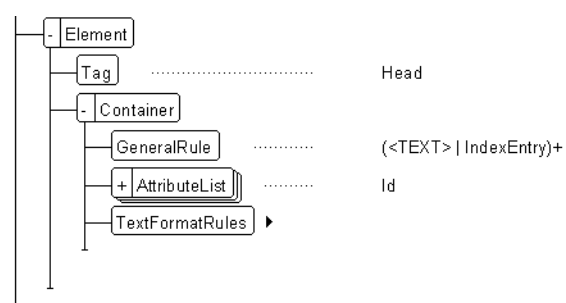 - Element
Tag Head
- Container
GeneralRule (<TEXT> | IndexEntry)+
+ AttributeList Id
TextFormatRules